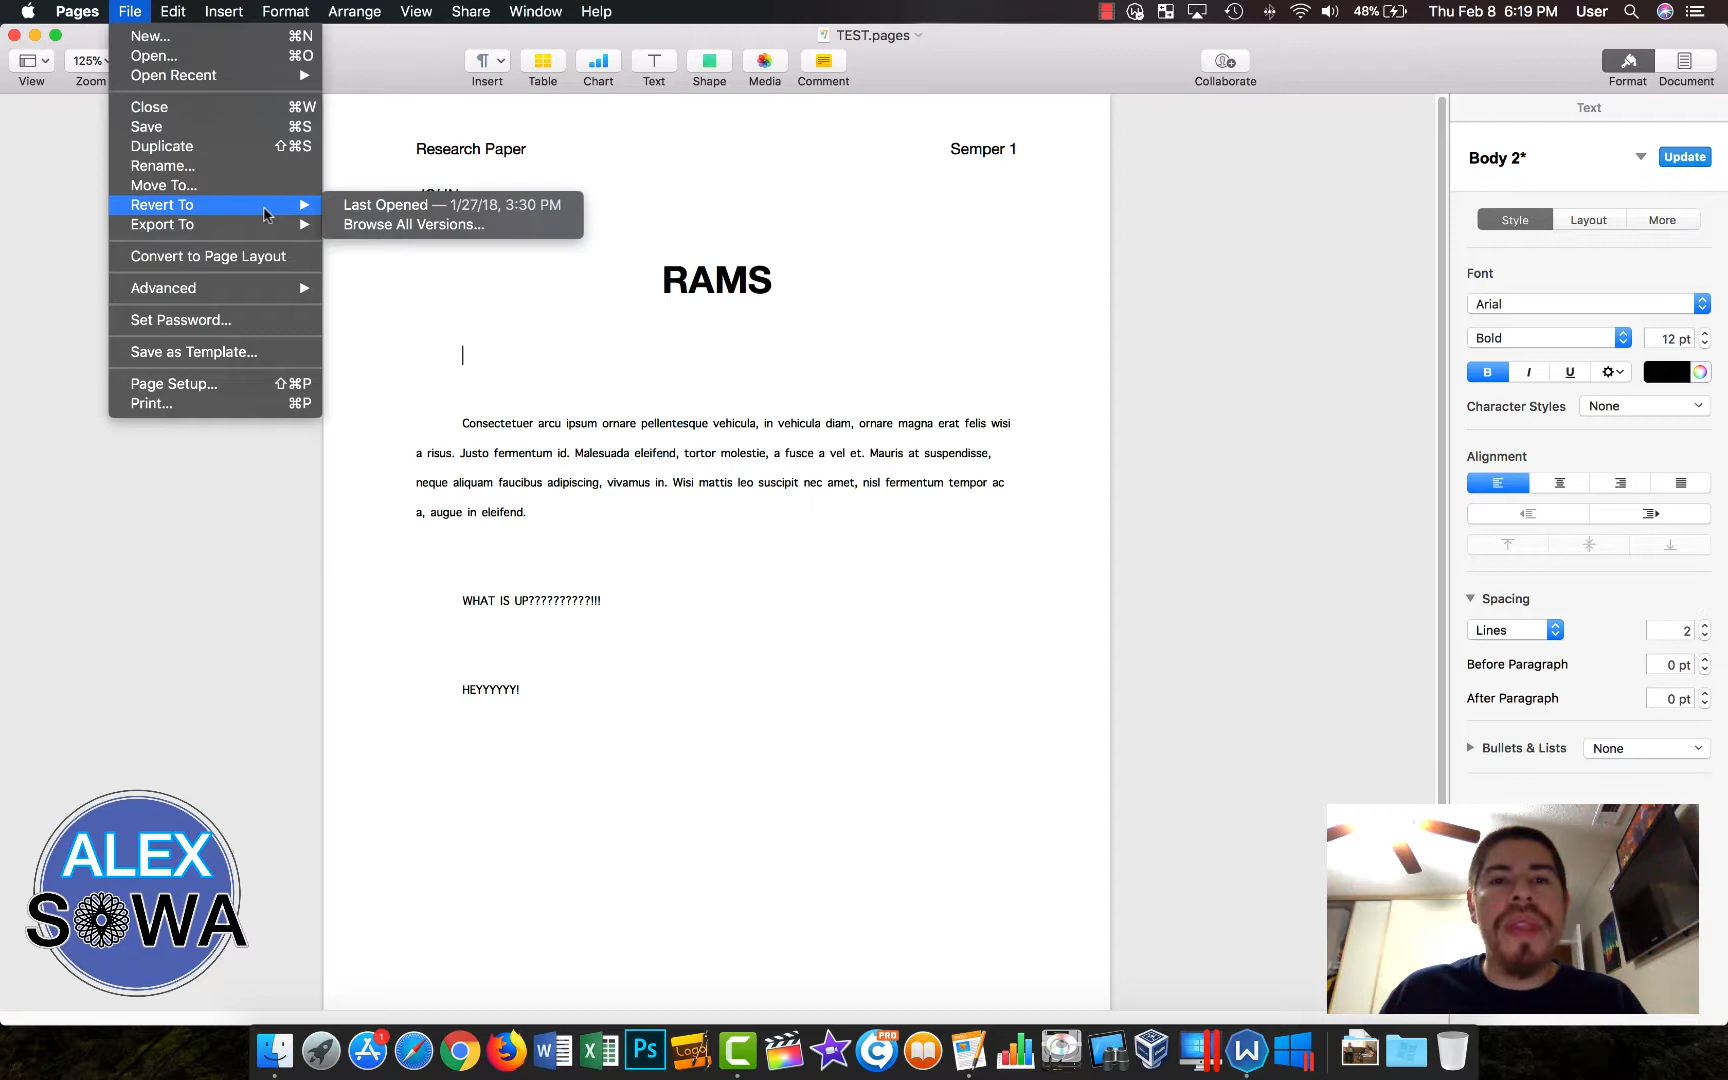 Pages File Edit Insert Format Arrange View Share Window Help 48% Thu Feb 8 6:19 PM User
TEST.pages
125%
View Zoom Insert Table Chart Text Shape Media Comment Collaborate Format Document
New... ⌘N
Open... ⌘O
Open Recent
Close ⌘W
Save ⌘S
Duplicate ⇧⌘S
Rename...
Move To...
Revert To
Export To
Convert to Page Layout
Advanced
Set Password...
Save as Template...
Page Setup... ⇧⌘P
Print... ⌘P
Last Opened — 1/27/18, 3:30 PM
Browse All Versions...
Research Paper Semper 1
RAMS
Consectetuer arcu ipsum ornare pellentesque vehicula, in vehicula diam, ornare magna erat felis wisi
a risus. Justo fermentum id. Malesuada eleifend, tortor molestie, a fusce a vel et. Mauris at suspendisse,
neque aliquam faucibus adipiscing, vivamus in. Wisi mattis leo suscipit nec amet, nisl fermentum tempor ac
a, augue in eleifend.
WHAT IS UP??????????!!!
HEYYYYYY!
Text
Body 2* Update
Style Layout More
Font
Arial
Bold 12 pt
B I U
Character Styles None
Alignment
Spacing
Lines 2
Before Paragraph 0 pt
After Paragraph 0 pt
Bullets & Lists None
ALEX
SOWA
1
W X Ps Logo C PRO W